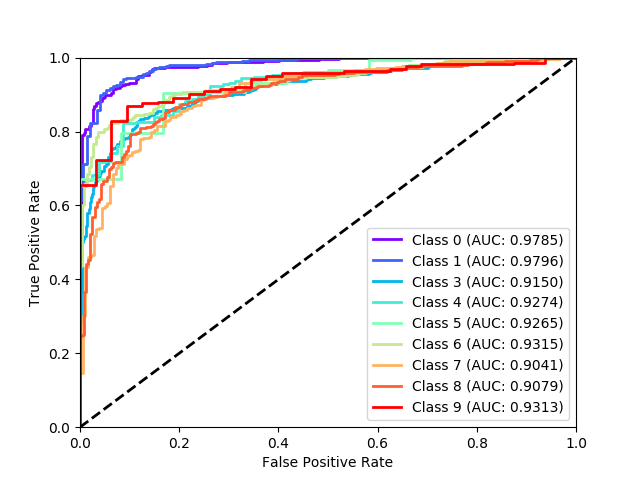 1.0
0.8
0.6
0.4
0.2
0.0
True Positive Rate
0.0 0.2 0.4 0.6 0.8 1.0
False Positive Rate
Class 0 (AUC: 0.9785)
Class 1 (AUC: 0.9796)
Class 3 (AUC: 0.9150)
Class 4 (AUC: 0.9274)
Class 5 (AUC: 0.9265)
Class 6 (AUC: 0.9315)
Class 7 (AUC: 0.9041)
Class 8 (AUC: 0.9079)
Class 9 (AUC: 0.9313)